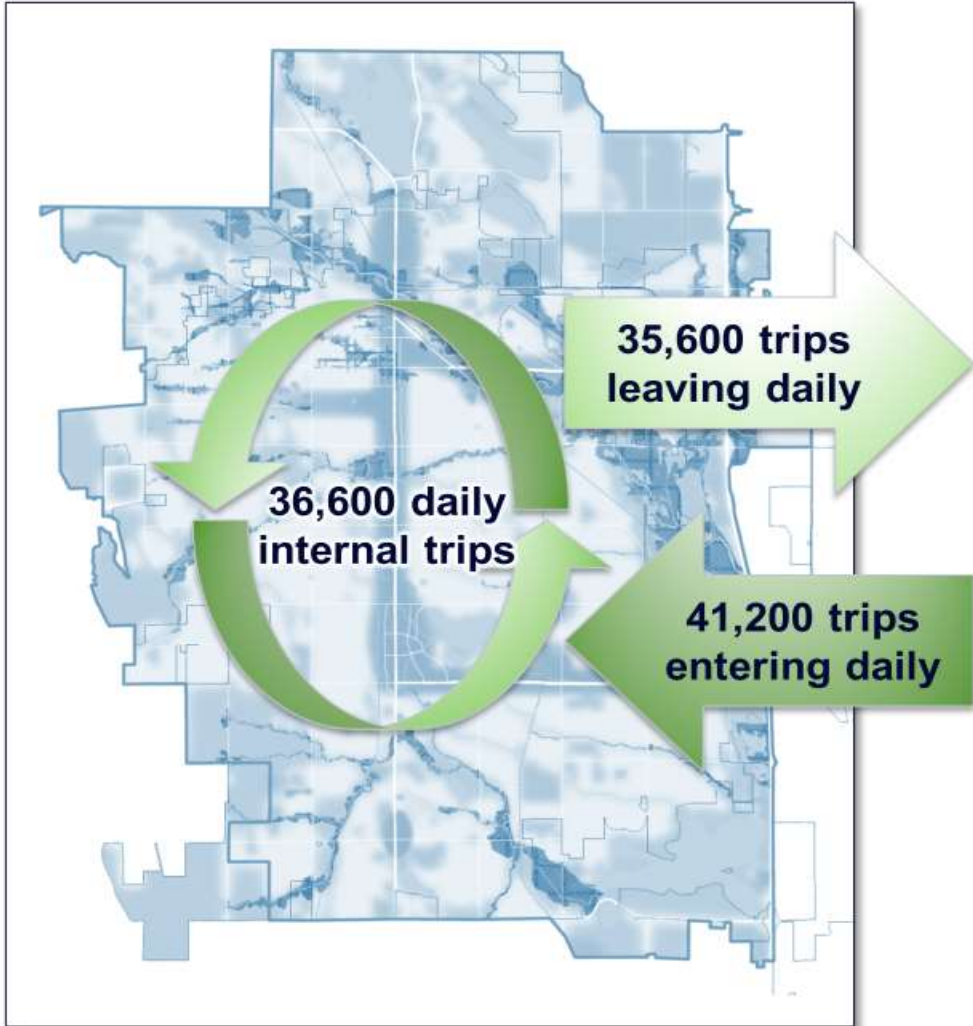 35,600 trips
leaving daily
36,600 daily
internal trips
41,200 trips
entering daily